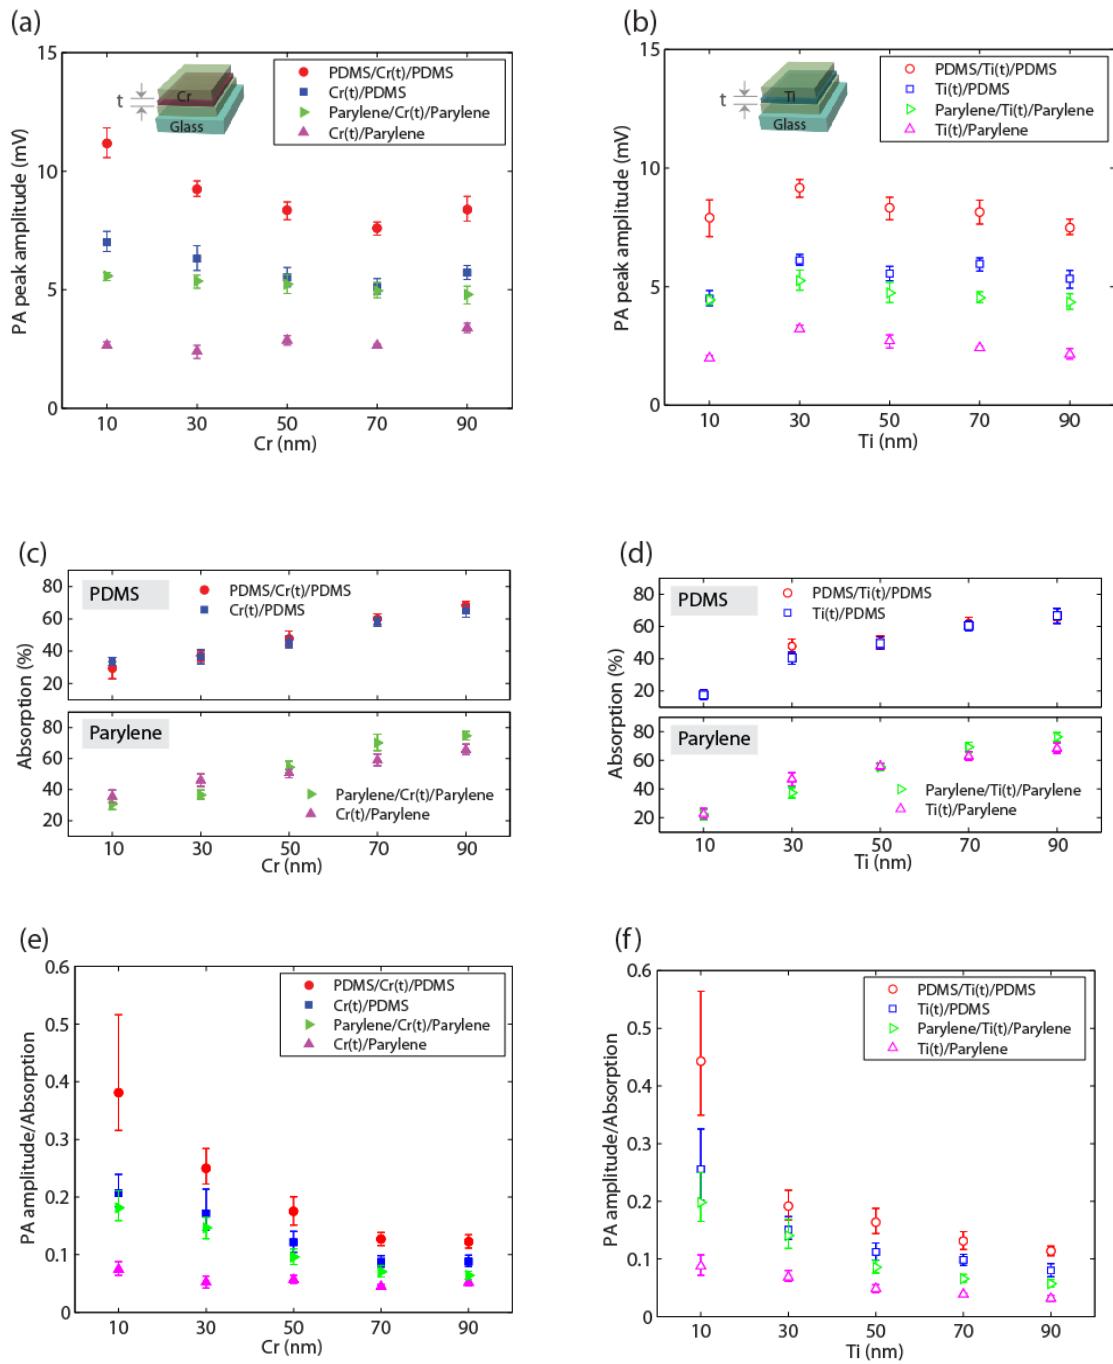 (a)
15
10
5
0
PA peak amplitude (mV)
t
Cr
Glass
PDMS/Cr(t)/PDMS
Cr(t)/PDMS
Parylene/Cr(t)/Parylene
Cr(t)/Parylene
10 30 50 70 90
Cr (nm)
(b)
15
10
5
0
PA peak amplitude (mV)
t
Ti
Glass
PDMS/Ti(t)/PDMS
Ti(t)/PDMS
Parylene/Ti(t)/Parylene
Ti(t)/Parylene
10 30 50 70 90
Ti (nm)
(c)
Absorption (%)
80
60
40
20
PDMS
PDMS/Cr(t)/PDMS
Cr(t)/PDMS
80
60
40
20
Parylene
Parylene/Cr(t)/Parylene
Cr(t)/Parylene
10 30 50 70 90
Cr (nm)
(d)
Absorption (%)
80
60
40
20
PDMS
PDMS/Ti(t)/PDMS
Ti(t)/PDMS
80
60
40
20
Parylene
Parylene/Ti(t)/Parylene
Ti(t)/Parylene
10 30 50 70 90
Ti (nm)
(e)
0.6
0.5
0.4
0.3
0.2
0.1
0
PA amplitude/Absorption
PDMS/Cr(t)/PDMS
Cr(t)/PDMS
Parylene/Cr(t)/Parylene
Cr(t)/Parylene
10 30 50 70 90
Cr (nm)
(f)
0.6
0.5
0.4
0.3
0.2
0.1
0
PA amplitude/Absorption
PDMS/Ti(t)/PDMS
Ti(t)/PDMS
Parylene/Ti(t)/Parylene
Ti(t)/Parylene
10 30 50 70 90
Ti (nm)